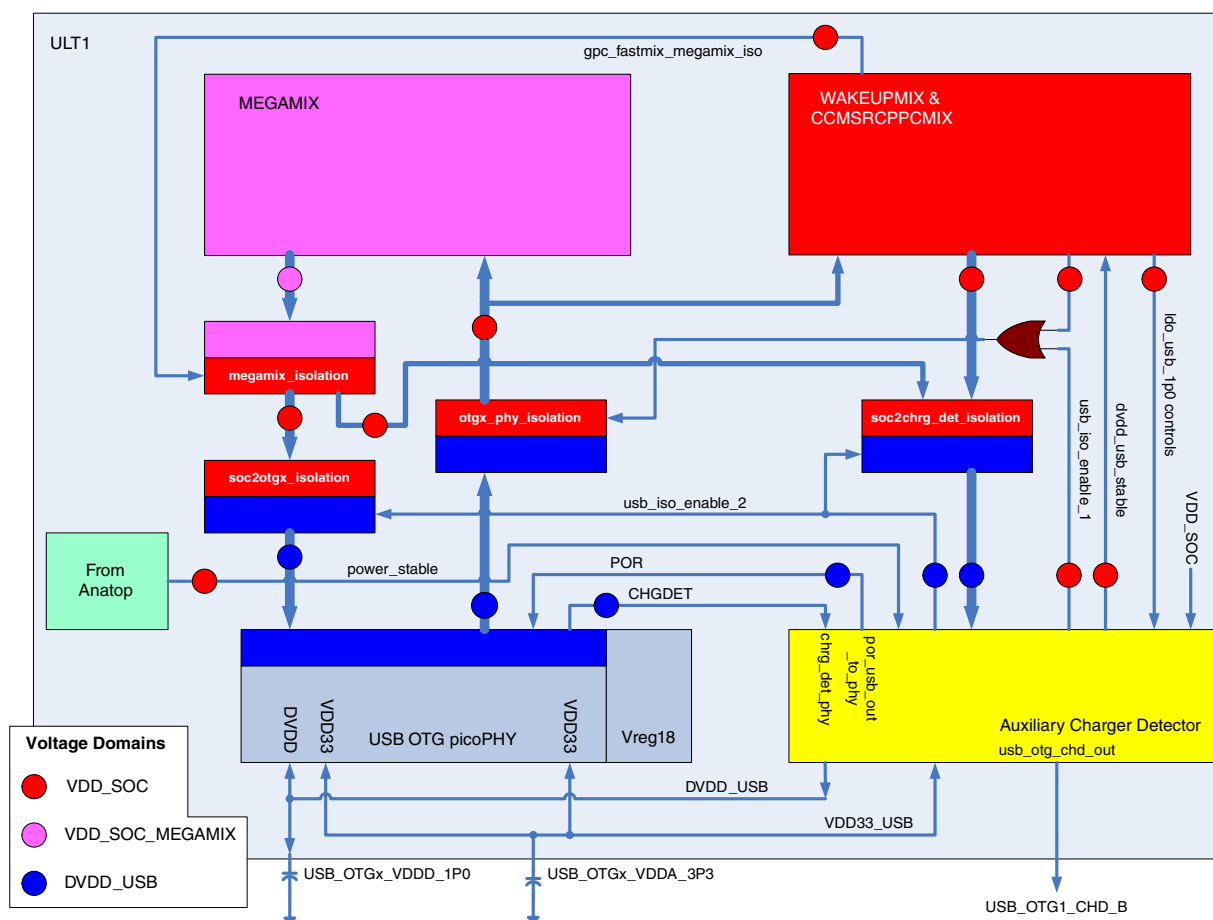 ULT1
gpc_fastmix_megamix_iso
MEGAMIX
WAKEUPMIX &
CCMSRCPPCMIX
megamix_isolation
otgx_phy_isolation
soc2chrg_det_isolation
soc2otgx_isolation
usb_iso_enable_1
dvdd_usb_stable
ldo_usb_1p0 controls
VDD_SOC
usb_iso_enable_2
From
Anatop
power_stable
POR
CHGDET
chrg_det_phy
por_usb_out
_to_phy
DVDD
VDD33
USB OTG picoPHY
VDD33
Vreg18
Auxiliary Charger Detector
usb_otg_chd_out
Voltage Domains
VDD_SOC
VDD_SOC_MEGAMIX
DVDD_USB
DVDD_USB
VDD33_USB
USB_OTGx_VDDD_1P0
USB_OTGx_VDDA_3P3
USB_OTG1_CHD_B